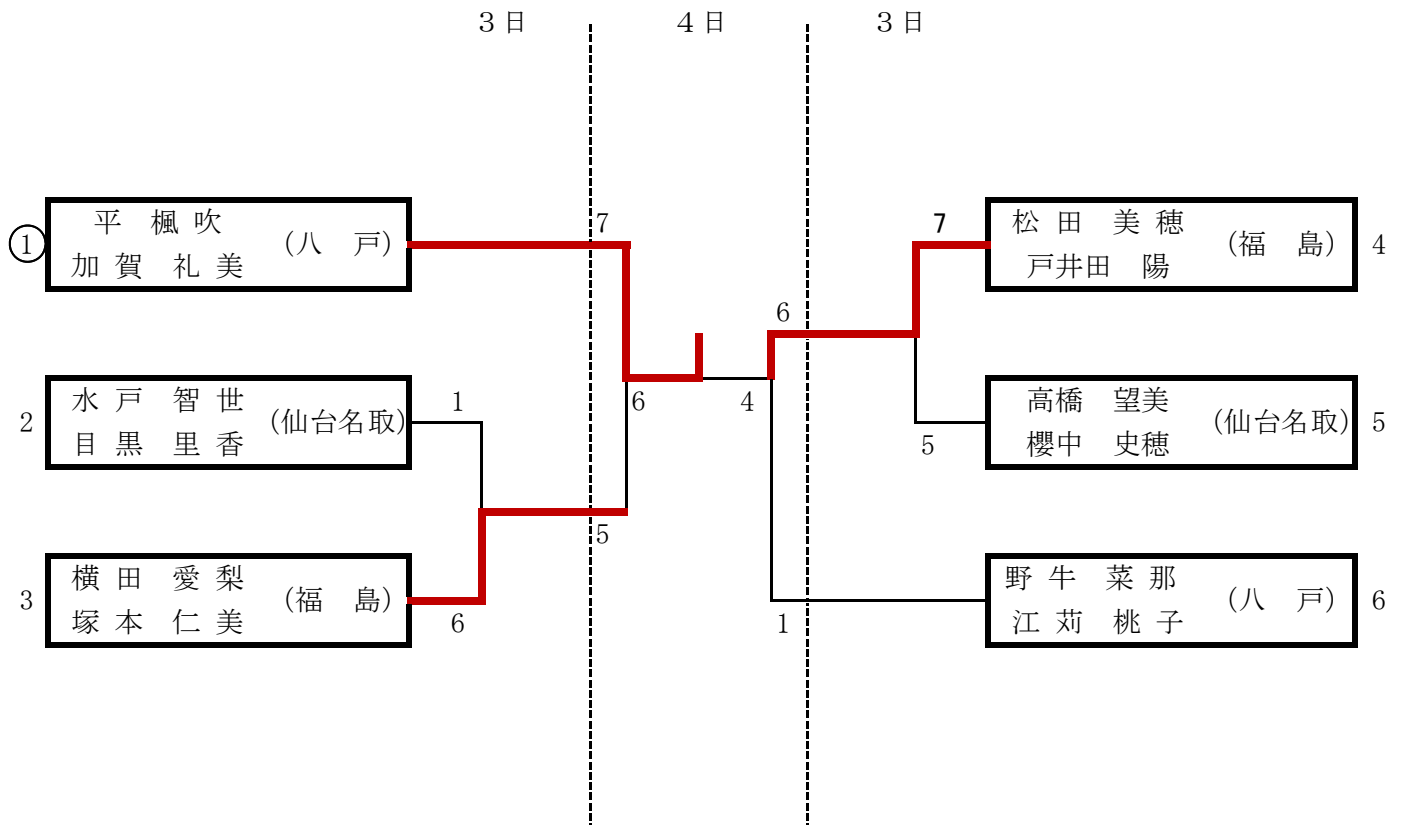 3日 4日 3日
① 平 楓吹 加賀 礼美 (八 戸)
7
7
松田 美穂 戸井田 陽 (福 島) 4
6
2 水戸 智世 目黒 里香 (仙台名取)
1
6
4
5
高橋 望美 櫻中 史穂 (仙台名取) 5
5
3 横田 愛梨 塚本 仁美 (福 島)
6
1
野牛 菜那 江苅 桃子 (八 戸) 6